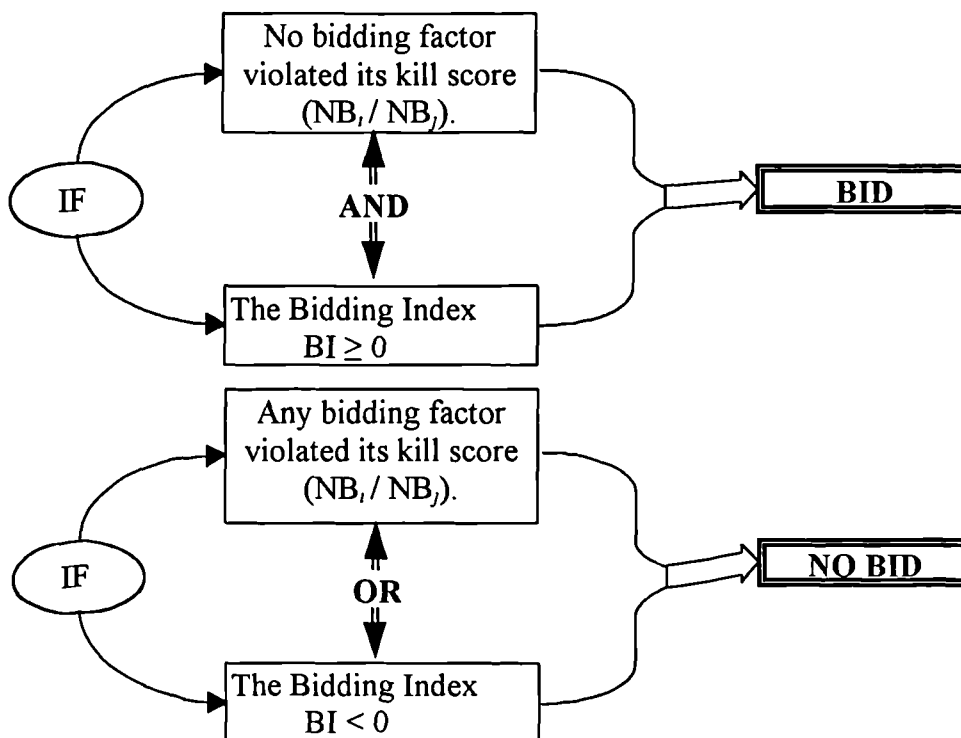 No bidding factor
violated its kill score
(NBᵢ / NBⱼ).
IF
AND
BID
The Bidding Index
BI ≥ 0
Any bidding factor
violated its kill score
(NBᵢ / NBⱼ).
IF
OR
NO BID
The Bidding Index
BI < 0